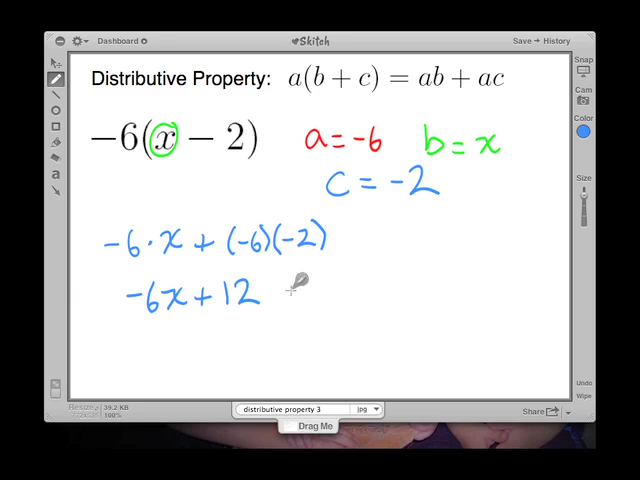 Dashboard
Skitch
Save → History
Snap
Cam
Color
Size
Undo
Wipe
Distributive Property: a(b + c) = ab + ac
−6(x − 2)
a = -6
b = x
c = -2
-6 · x + (-6)(-2)
-6x + 12
Resize
39.2 KB
100%
distributive property 3
jpg
Share
Drag Me